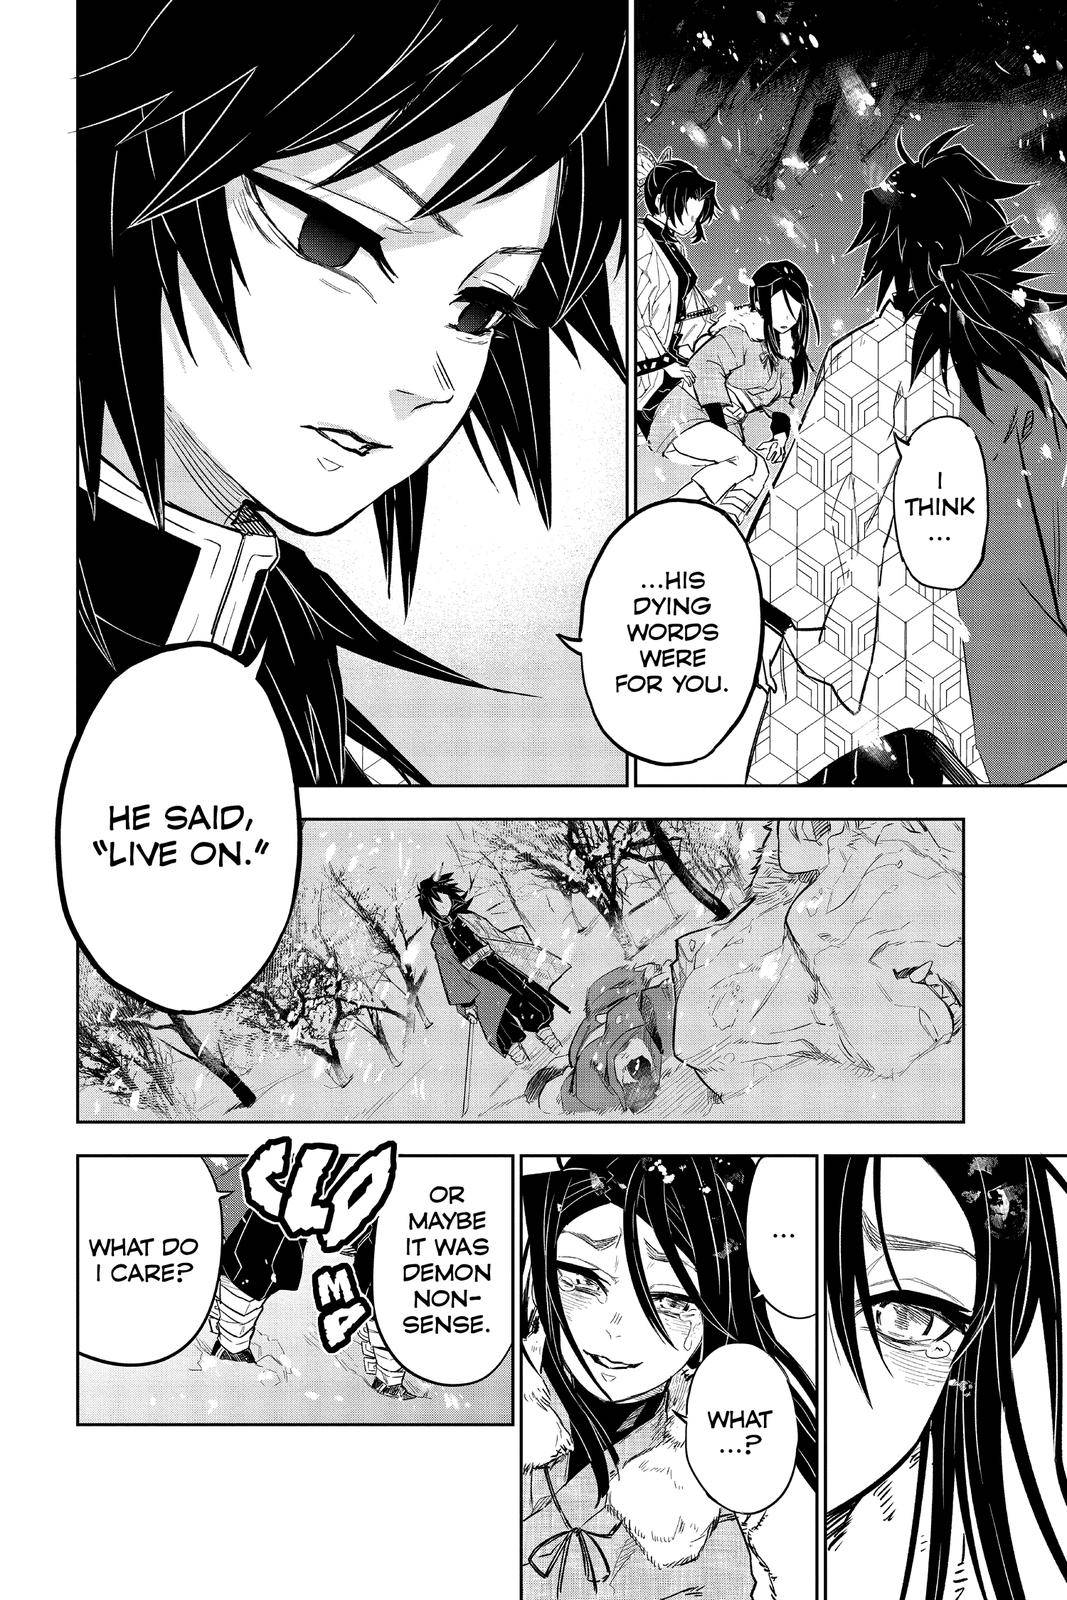 I
THINK
...
...HIS
DYING
WORDS
WERE
FOR YOU.
HE SAID,
"LIVE ON."
...
WHAT
...?
OR
MAYBE
IT WAS
DEMON
NON-
SENSE.
CLO
MP
WHAT DO
I CARE?